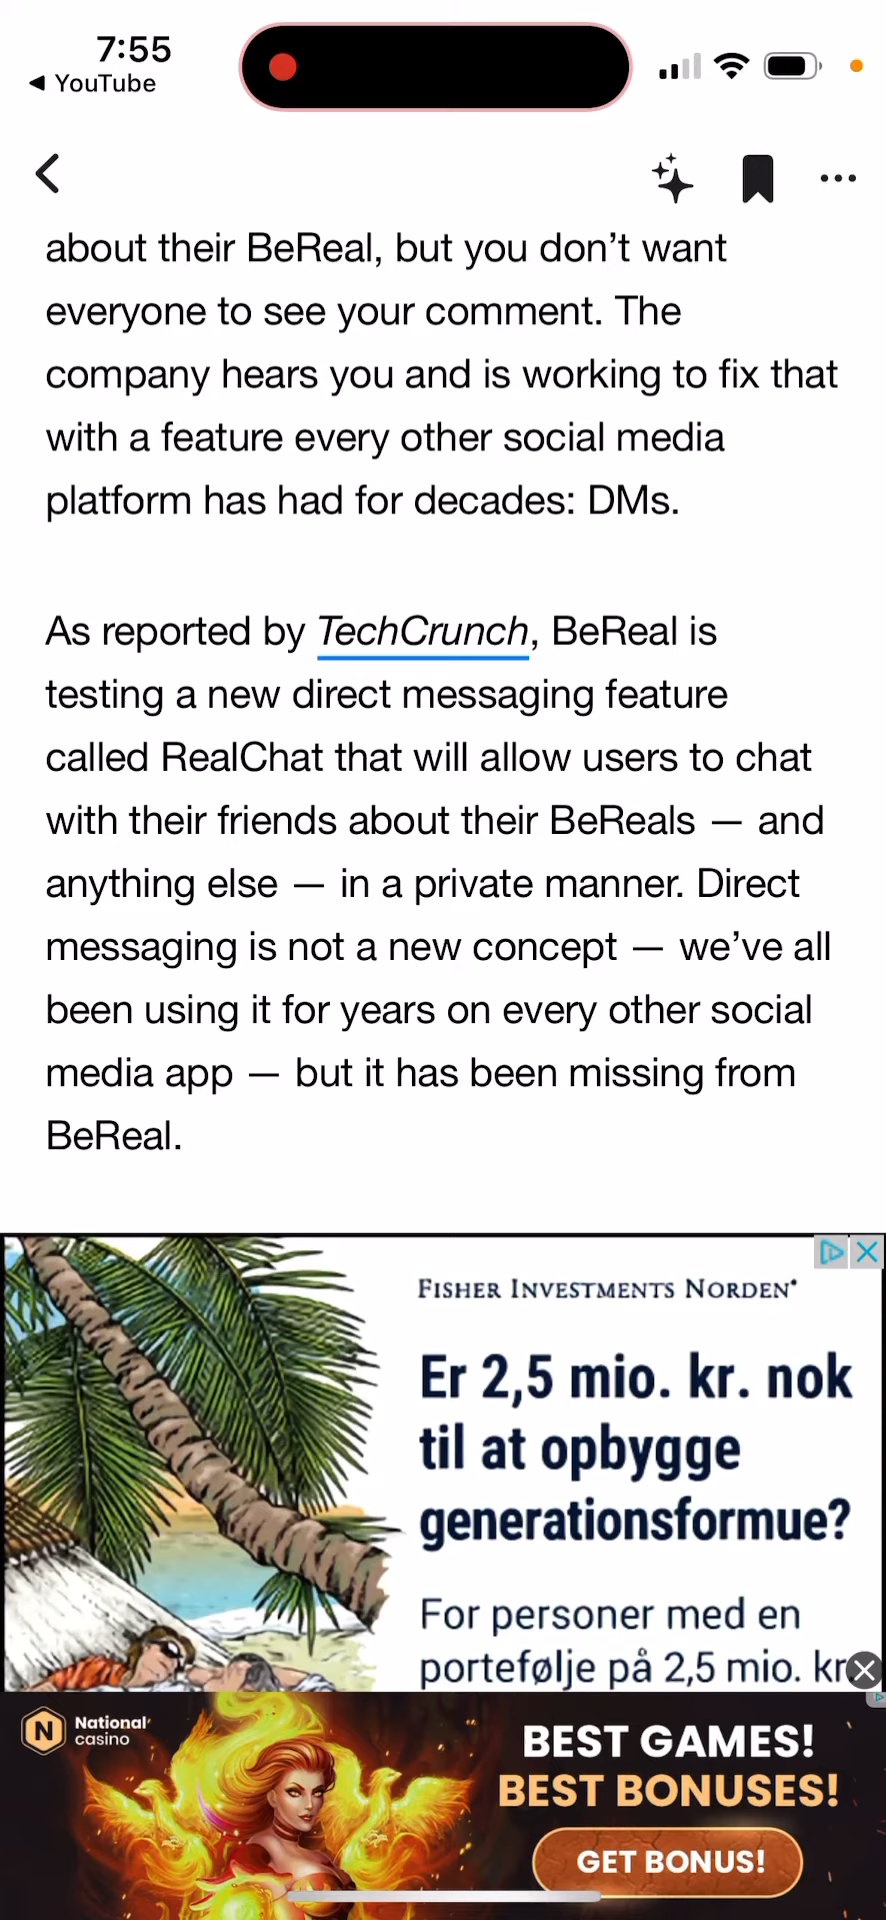 7:55
◀ YouTube
about their BeReal, but you don’t want
everyone to see your comment. The
company hears you and is working to fix that
with a feature every other social media
platform has had for decades: DMs.
As reported by TechCrunch, BeReal is
testing a new direct messaging feature
called RealChat that will allow users to chat
with their friends about their BeReals — and
anything else — in a private manner. Direct
messaging is not a new concept — we’ve all
been using it for years on every other social
media app — but it has been missing from
BeReal.
FISHER INVESTMENTS NORDEN
Er 2,5 mio. kr. nok
til at opbygge
generationsformue?
For personer med en
portefølje på 2,5 mio. kr
N National
casino
BEST GAMES!
BEST BONUSES!
GET BONUS!